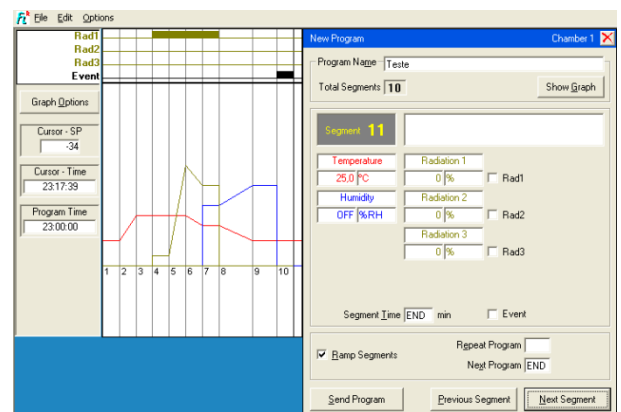 Fi File Edit Options
Rad1
Rad2
Rad3
Event
Graph Options
Cursor - SP
-34
Cursor - Time
23:17:39
Program Time
23:00:00
1 2 3 4 5 6 7 8 9 10
New Program Chamber 1
Program Name Teste
Total Segments 10 Show Graph
Segment 11
Temperature Radiation 1
25,0 ºC 0 % Rad1
Humidity Radiation 2
OFF %RH 0 % Rad2
Radiation 3
0 % Rad3
Segment Time END min Event
Ramp Segments Repeat Program
Next Program END
Send Program Previous Segment Next Segment